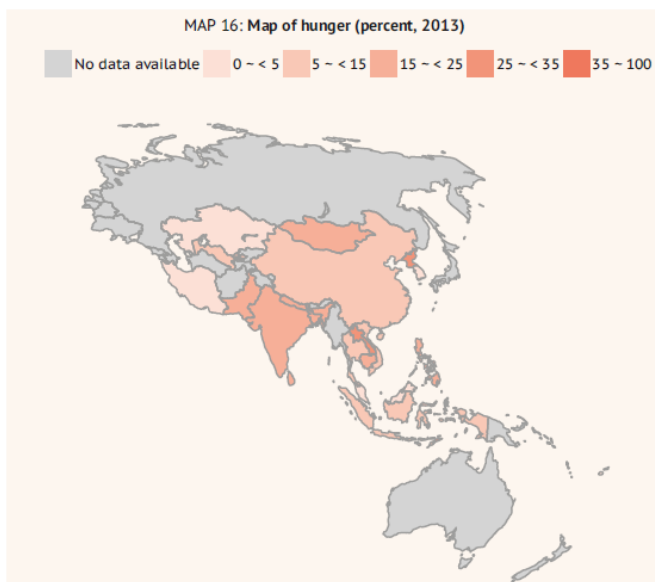 MAP 16: Map of hunger (percent, 2013)
No data available 0 ~ < 5 5 ~ < 15 15 ~ < 25 25 ~ < 35 35 ~ 100